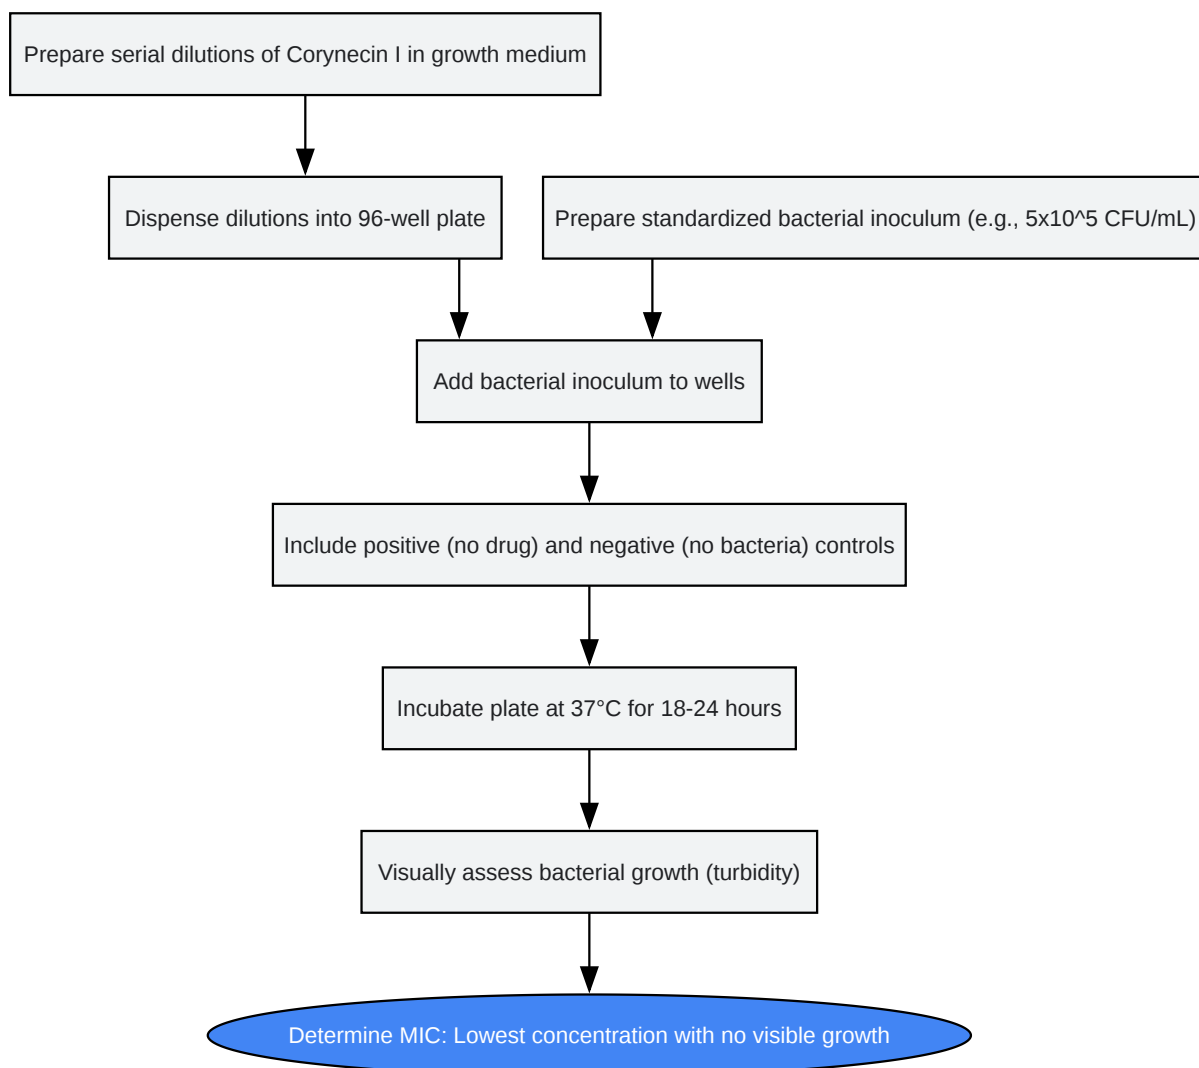 Prepare serial dilutions of Corynecin I in growth medium
Dispense dilutions into 96-well plate
Prepare standardized bacterial inoculum (e.g., 5x10^5 CFU/mL)
Add bacterial inoculum to wells
Include positive (no drug) and negative (no bacteria) controls
Incubate plate at 37°C for 18-24 hours
Visually assess bacterial growth (turbidity)
Determine MIC: Lowest concentration with no visible growth